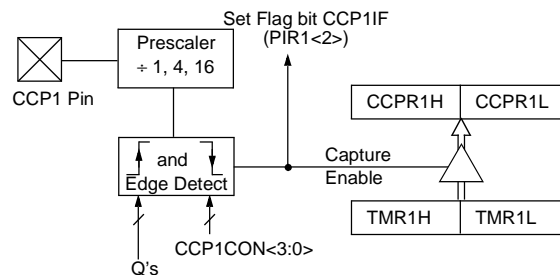 Set Flag bit CCP1IF
(PIR1<2>)
Prescaler
÷ 1, 4, 16
CCP1 Pin
CCPR1H
CCPR1L
and
Edge Detect
Capture
Enable
TMR1H
TMR1L
CCP1CON<3:0>
Q's